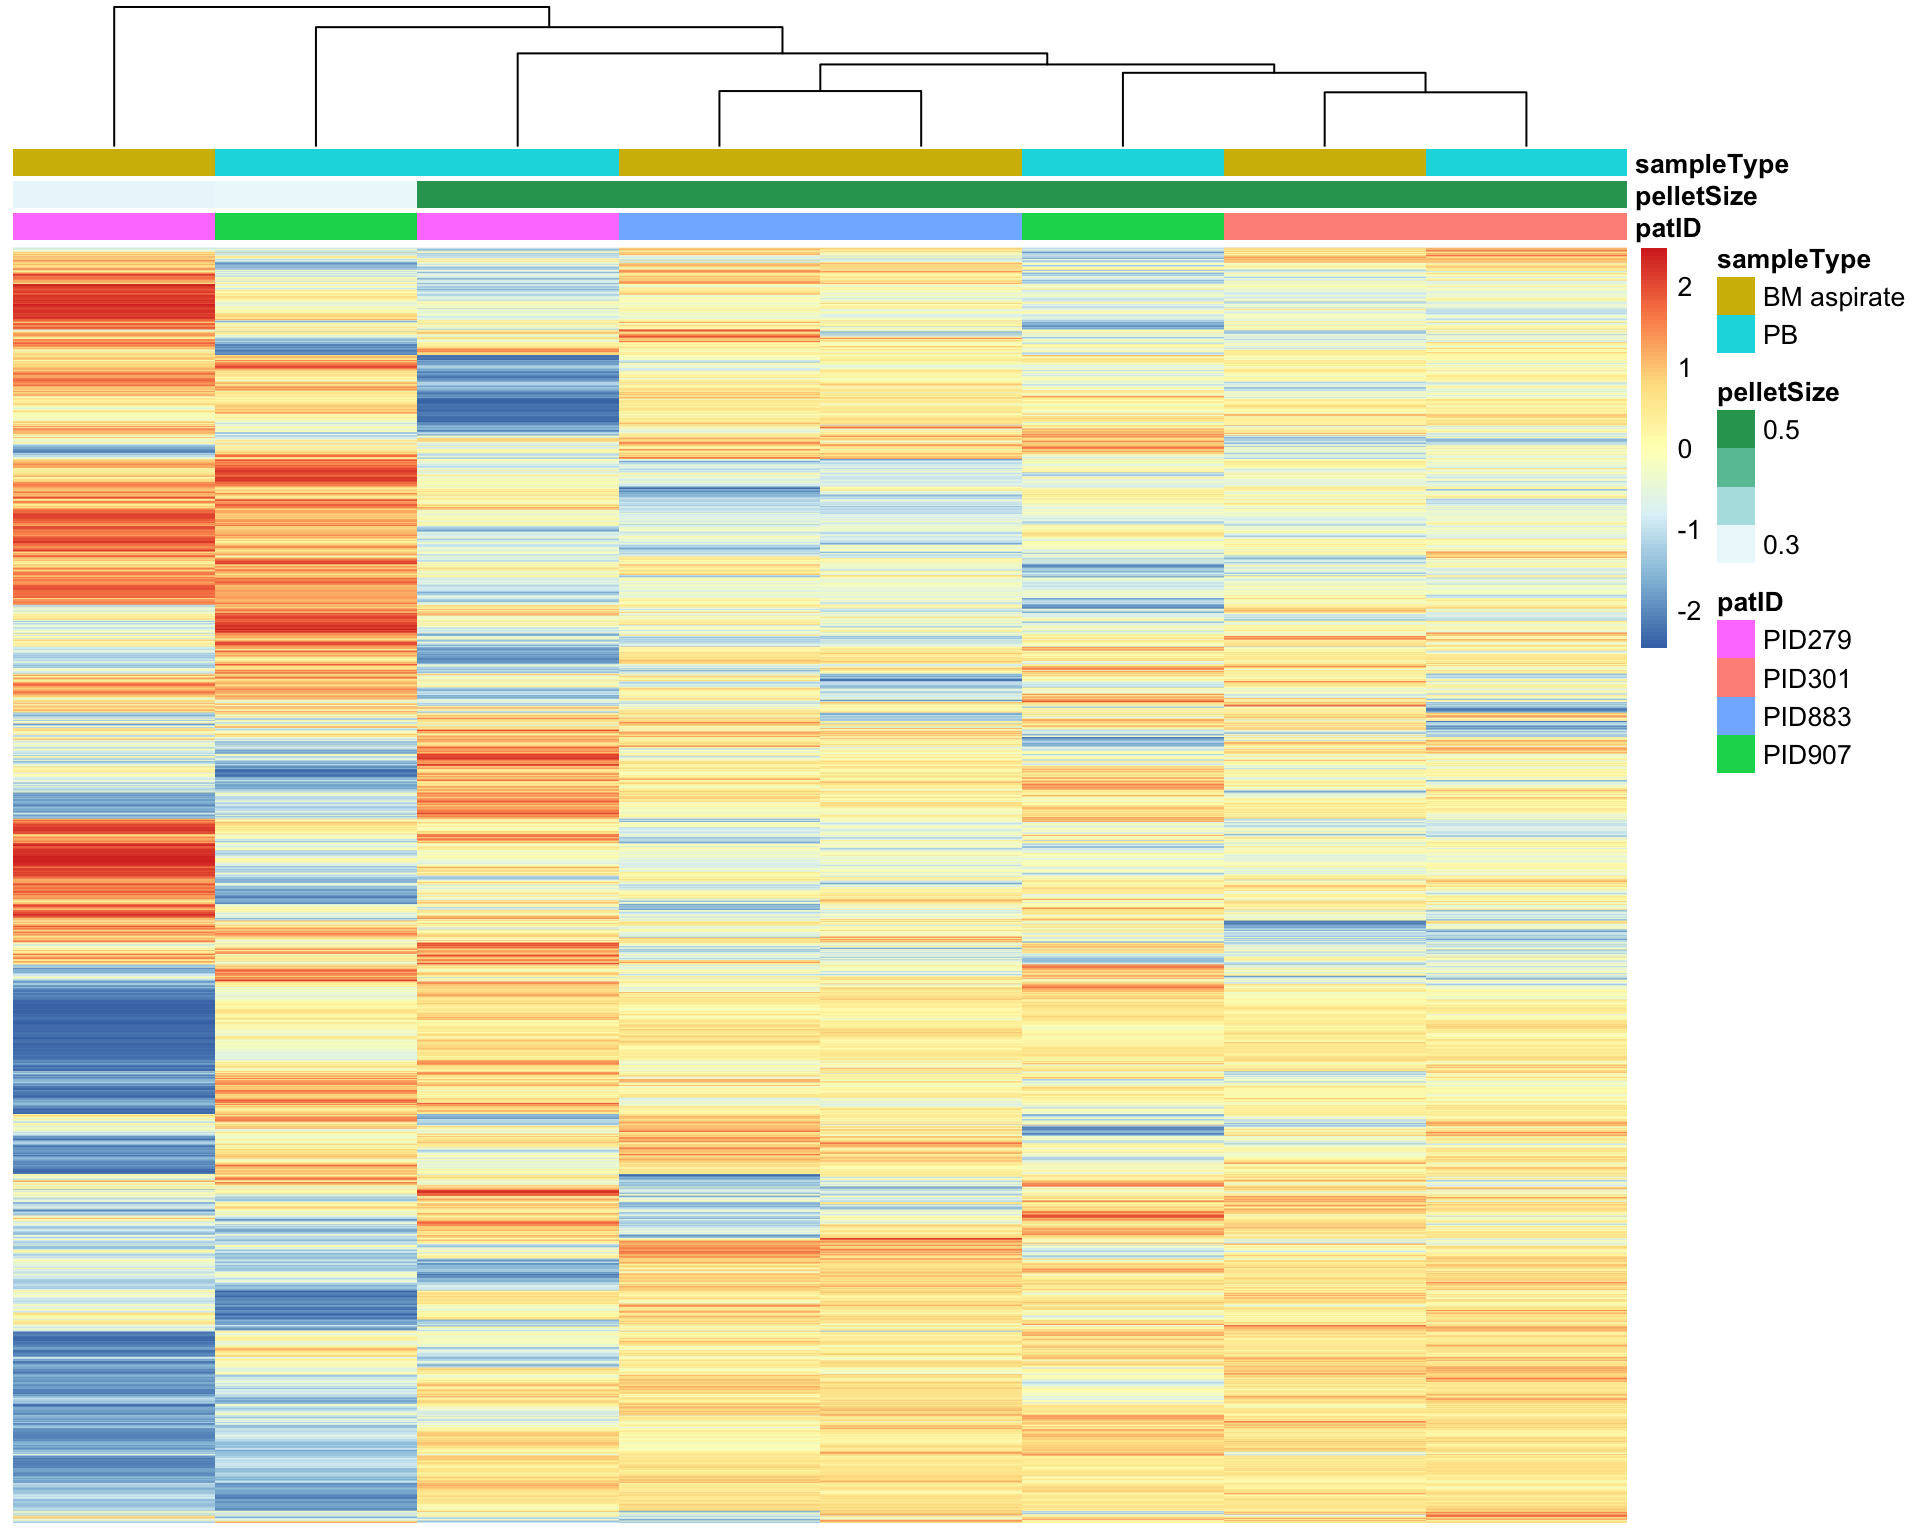 sampleType
pelletSize
patID
2
1
0
-1
-2
sampleType
BM aspirate
PB
pelletSize
0.5
0.3
patID
PID279
PID301
PID883
PID907